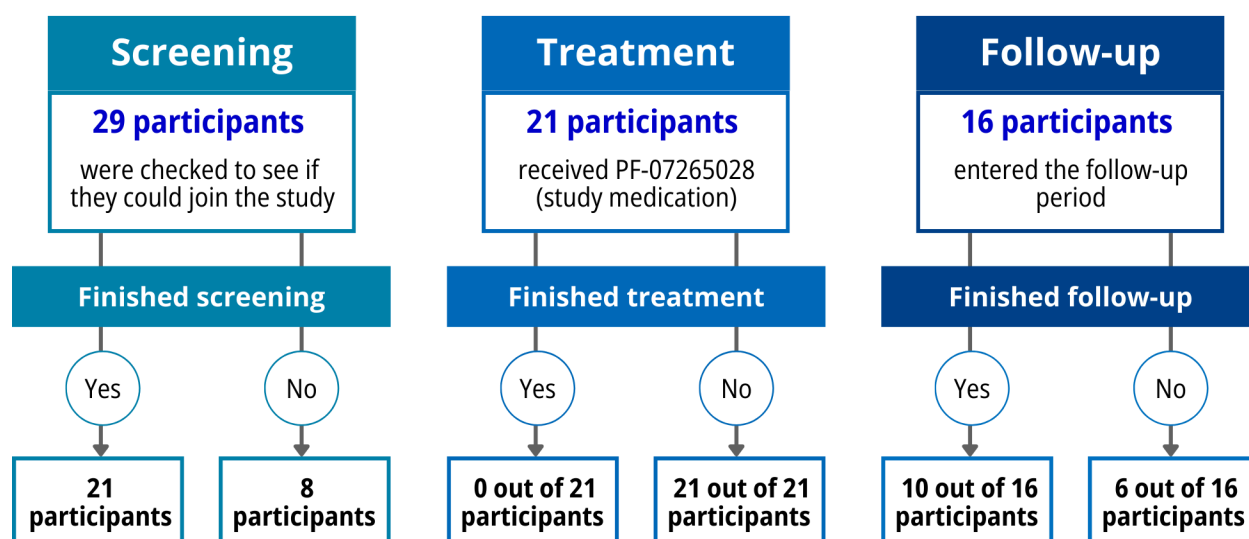 Screening
29 participants
were checked to see if
they could join the study
Finished screening
Yes
No
21
participants
8
participants
Treatment
21 participants
received PF-07265028
(study medication)
Finished treatment
Yes
No
0 out of 21
participants
21 out of 21
participants
Follow-up
16 participants
entered the follow-up
period
Finished follow-up
Yes
No
10 out of 16
participants
6 out of 16
participants